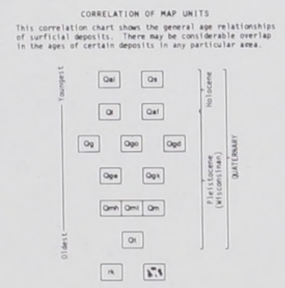 CORRELATION OF MAP UNITS
This correlation chart shows the general age relationships
of surficial deposits. There may be considerable overlap
in the ages of certain deposits in any particular area.
Youngest
Qal Qs
Holocene
Ql Qaf
Qg Qgo Qgd
QUATERNARY
Pleistocene
(Wisconsinan)
Qge Qgk
Qmh Qml Qm
Qt
Oldest
rk